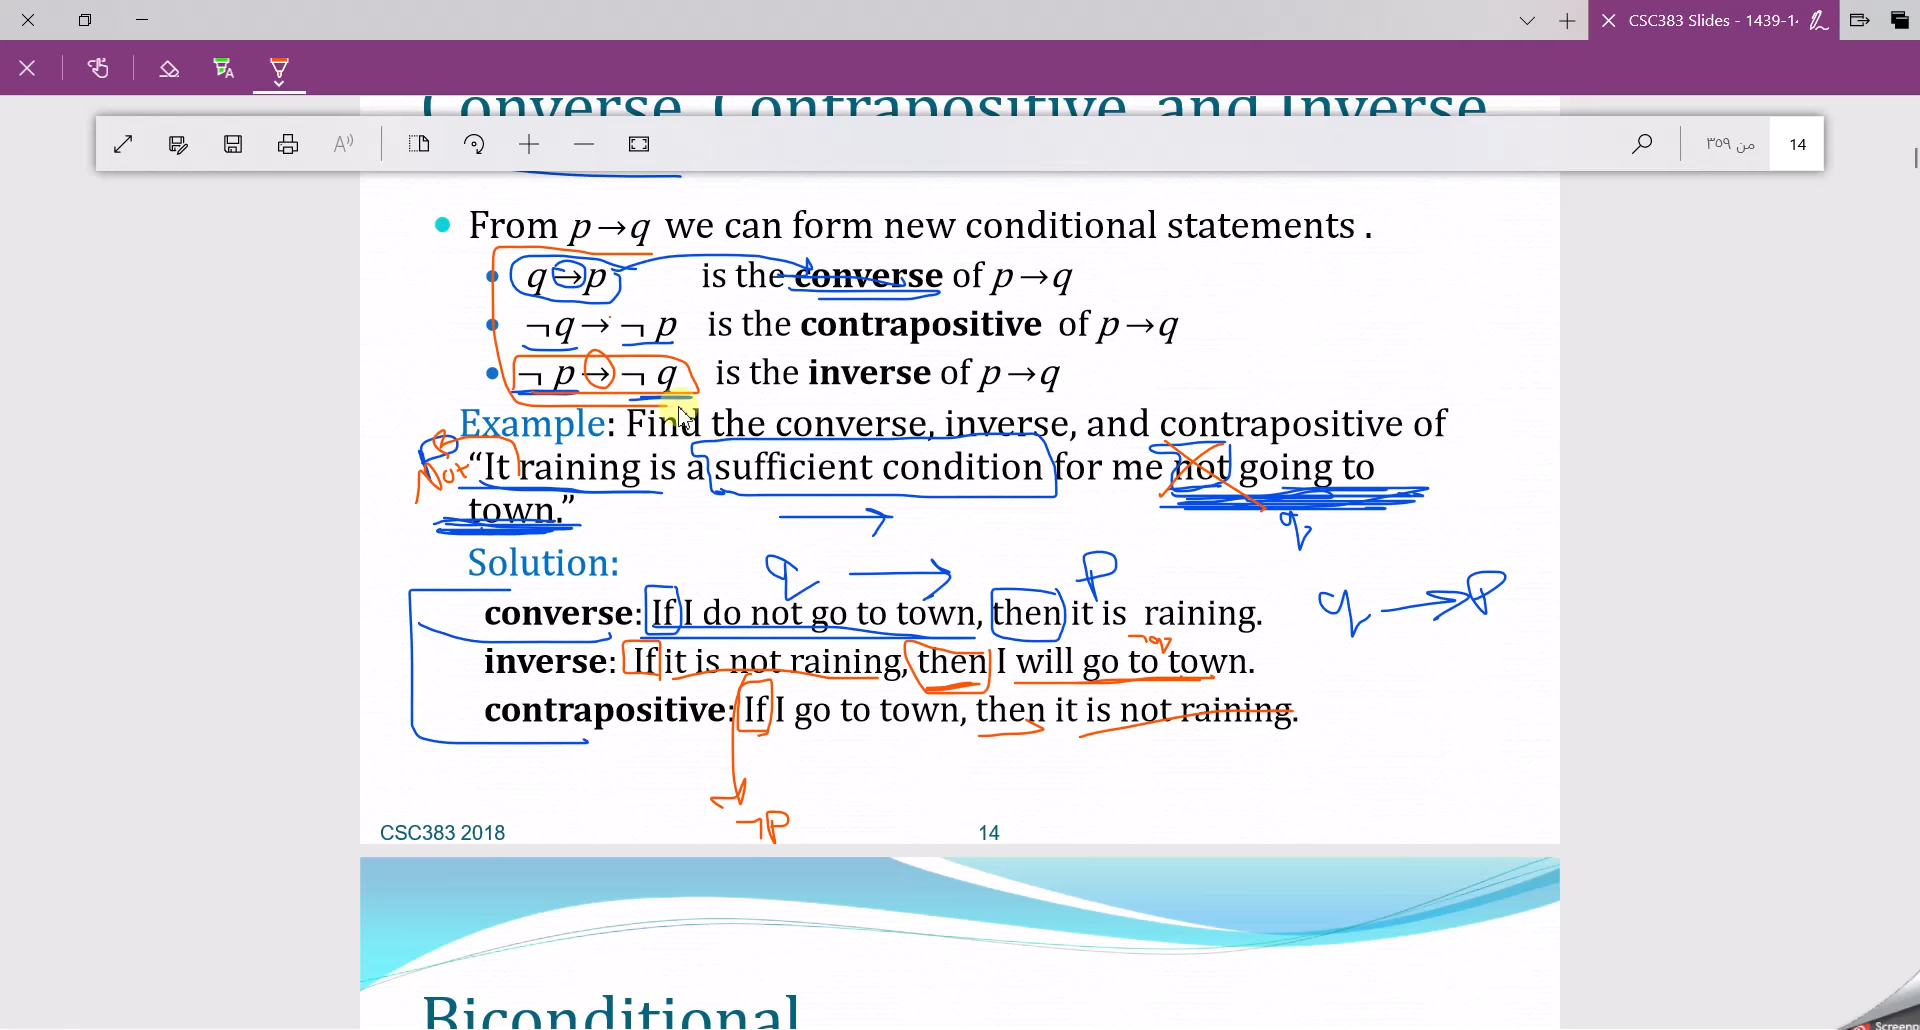 CSC383 Slides - 1439-1
14
من ٣٥٩
Converse, Contrapositive, and Inverse
From p →q we can form new conditional statements .
q →p is the converse of p →q
¬q → ¬ p is the contrapositive of p →q
¬ p → ¬ q is the inverse of p →q
Example: Find the converse, inverse, and contrapositive of
Not “It raining is a sufficient condition for me not going to
town.”
q
Solution:
q → P
q → P
converse: If I do not go to town, then it is raining.
¬q
inverse: If it is not raining, then I will go to town.
contrapositive: If I go to town, then it is not raining.
¬P
CSC383 2018
14
Biconditional